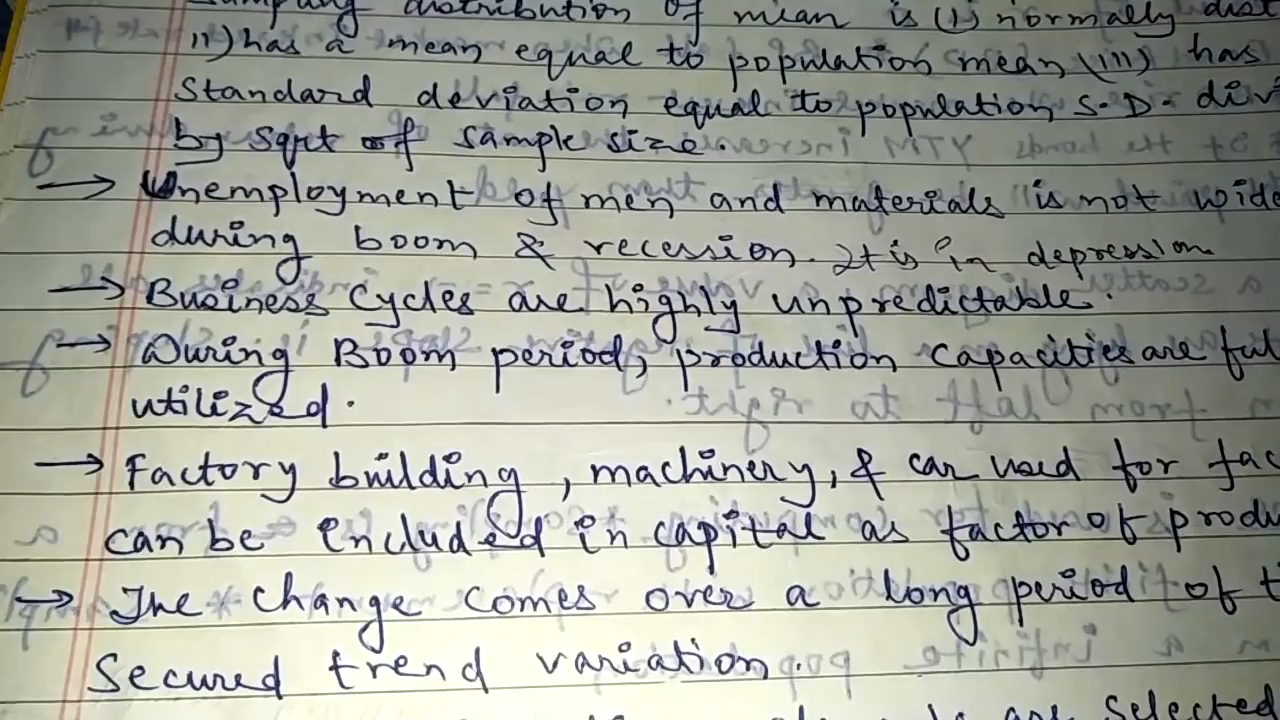 distribution of mean is (i) normally dist
ii) has a mean equal to population mean (iii) has
Standard deviation equal to population S.D. div
by sqrt of sample size.
→ Unemployment of men and materials is not wide
during boom & recession. It is in depression
→ Business Cycles are highly unpredictable.
→ During Boom period, production capacities are ful
utilized.
→ Factory building, machinery, & car used for fac
can be included in capital as factor of produ
→ The change comes over a long period of t
Secured trend variation.
are selected